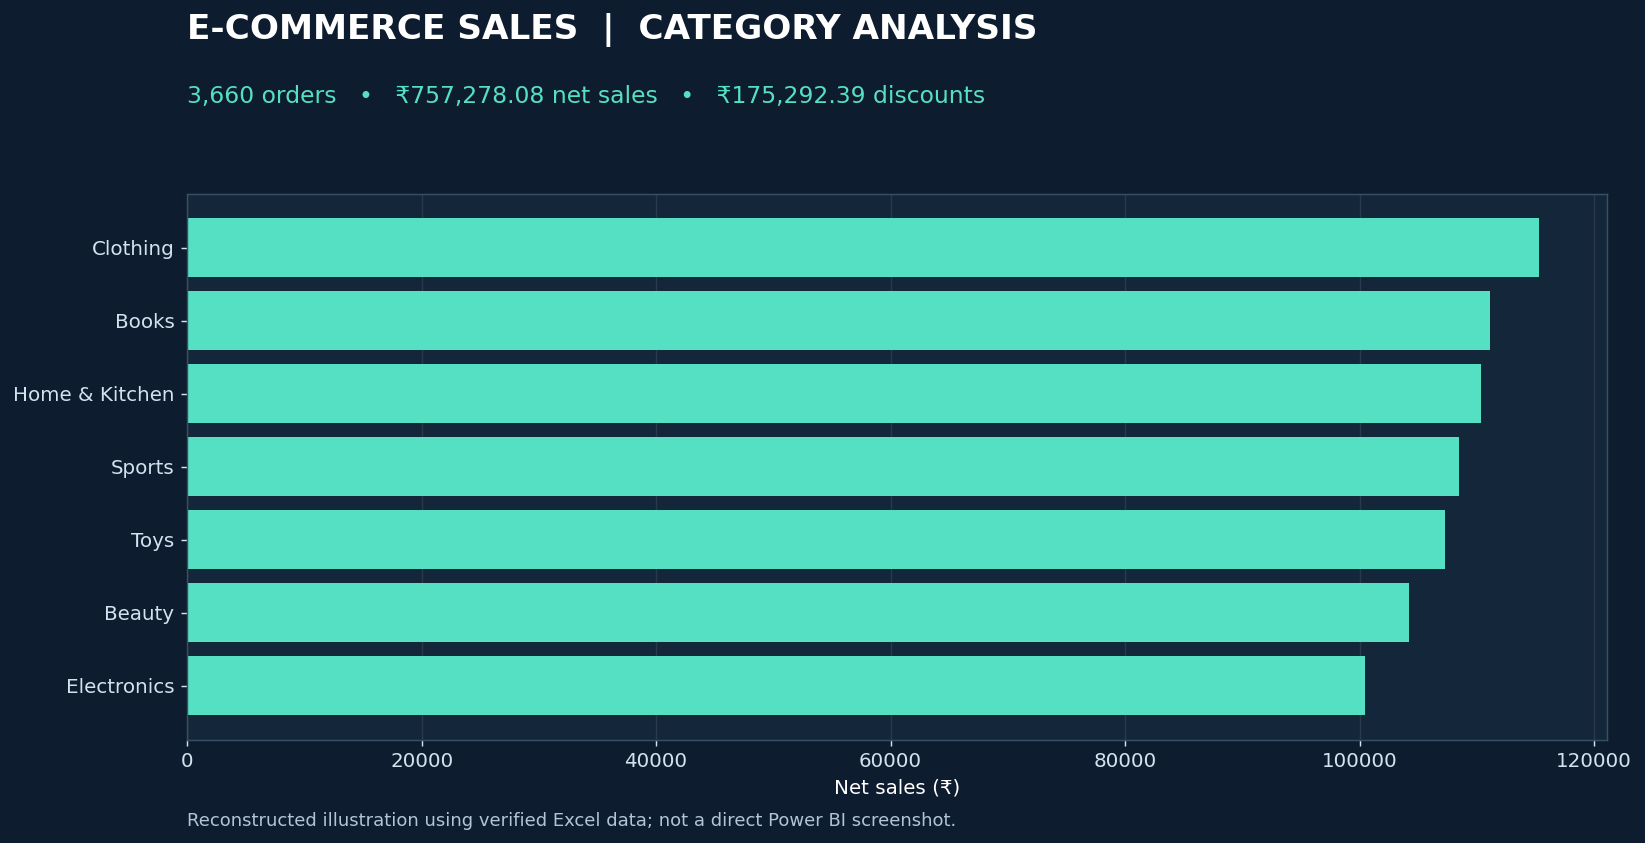 E-COMMERCE SALES | CATEGORY ANALYSIS
3,660 orders • ₹757,278.08 net sales • ₹175,292.39 discounts
Clothing
Books
Home & Kitchen
Sports
Toys
Beauty
Electronics
0 20000 40000 60000 80000 100000 120000
Net sales (₹)
Reconstructed illustration using verified Excel data; not a direct Power BI screenshot.